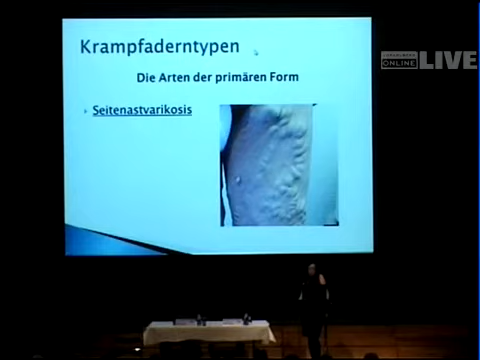 Krampfaderntypen
Die Arten der primären Form
Seitenastvarikosis
ONLINE LIVE